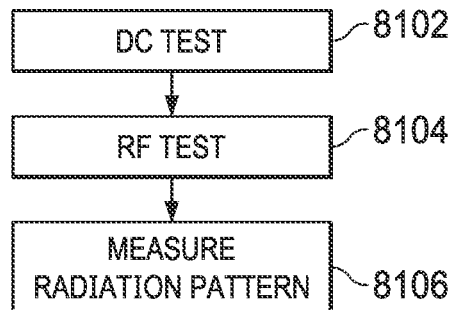 DC TEST
8102
RF TEST
8104
MEASURE
RADIATION PATTERN
8106